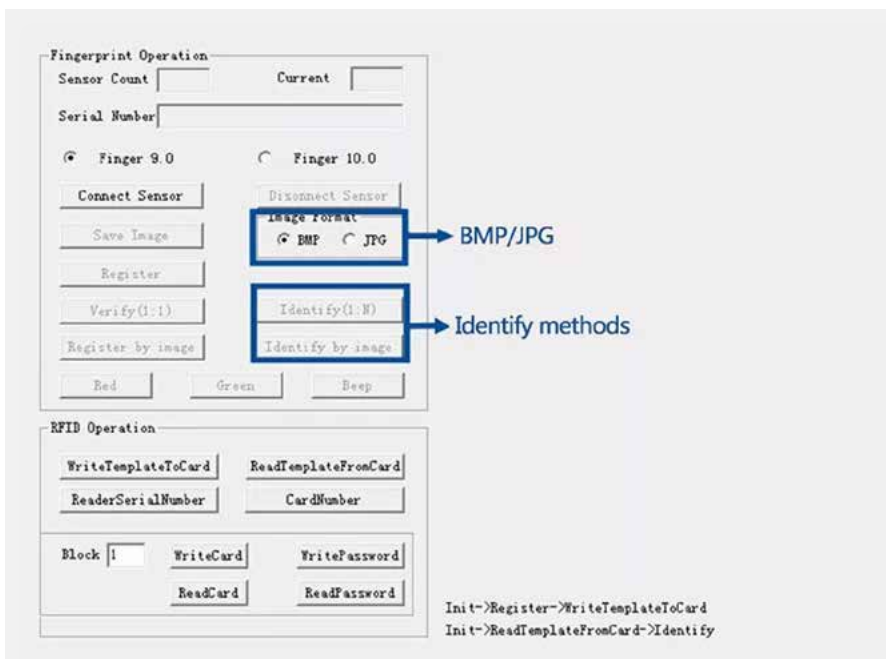 Fingerprint Operation
Sensor Count Current
Serial Number
Finger 9.0 Finger 10.0
Connect Sensor Disonnect Sensor
Image Format
Save Image BMP JPG BMP/JPG
Register
Verify(1:1) Identify(1:N)
Identify methods
Register by image Identify by image
Red Green Beep
RFID Operation
WriteTemplateToCard ReadTemplateFromCard
ReaderSerialNumber CardNumber
Block 1 WriteCard WritePassword
ReadCard ReadPassword
Init->Register->WriteTemplateToCard
Init->ReadTemplateFromCard->Identify